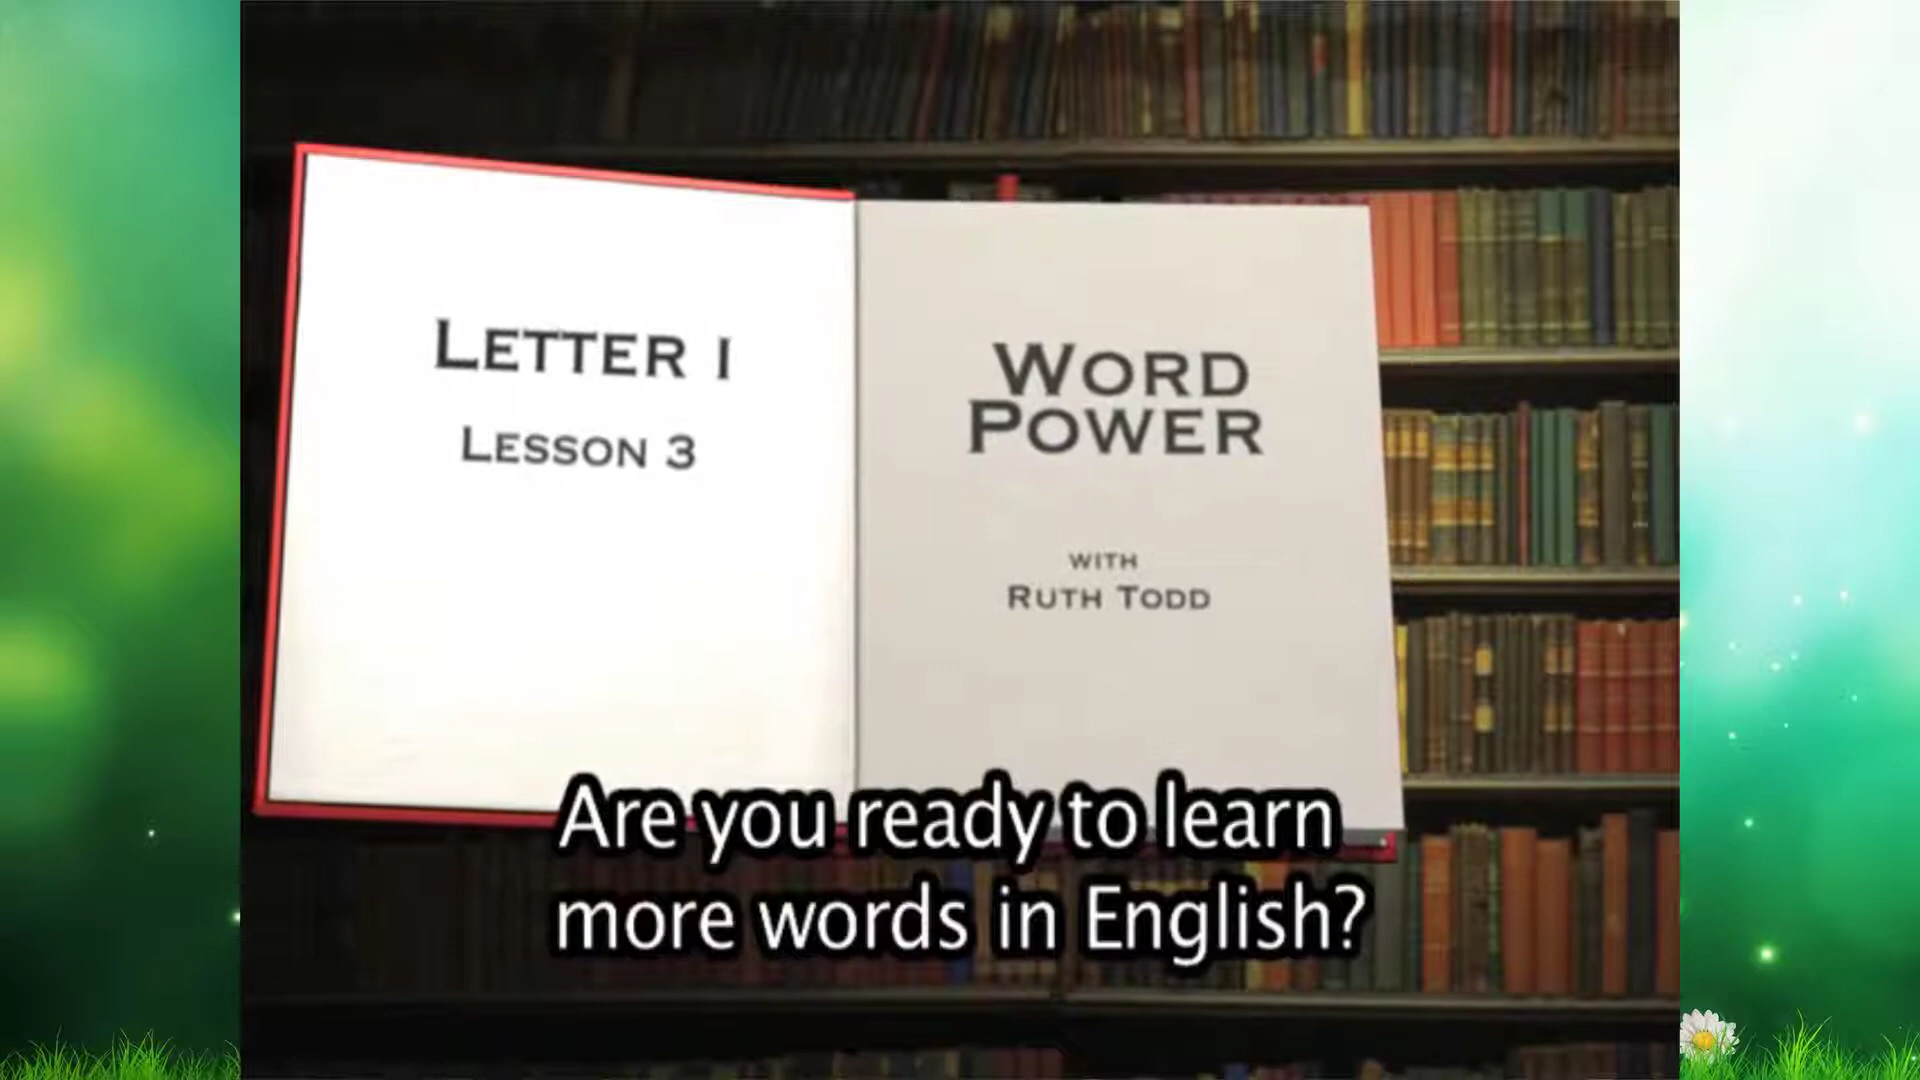 LETTER I
LESSON 3
WORD
POWER
WITH
RUTH TODD
Are you ready to learn
more words in English?